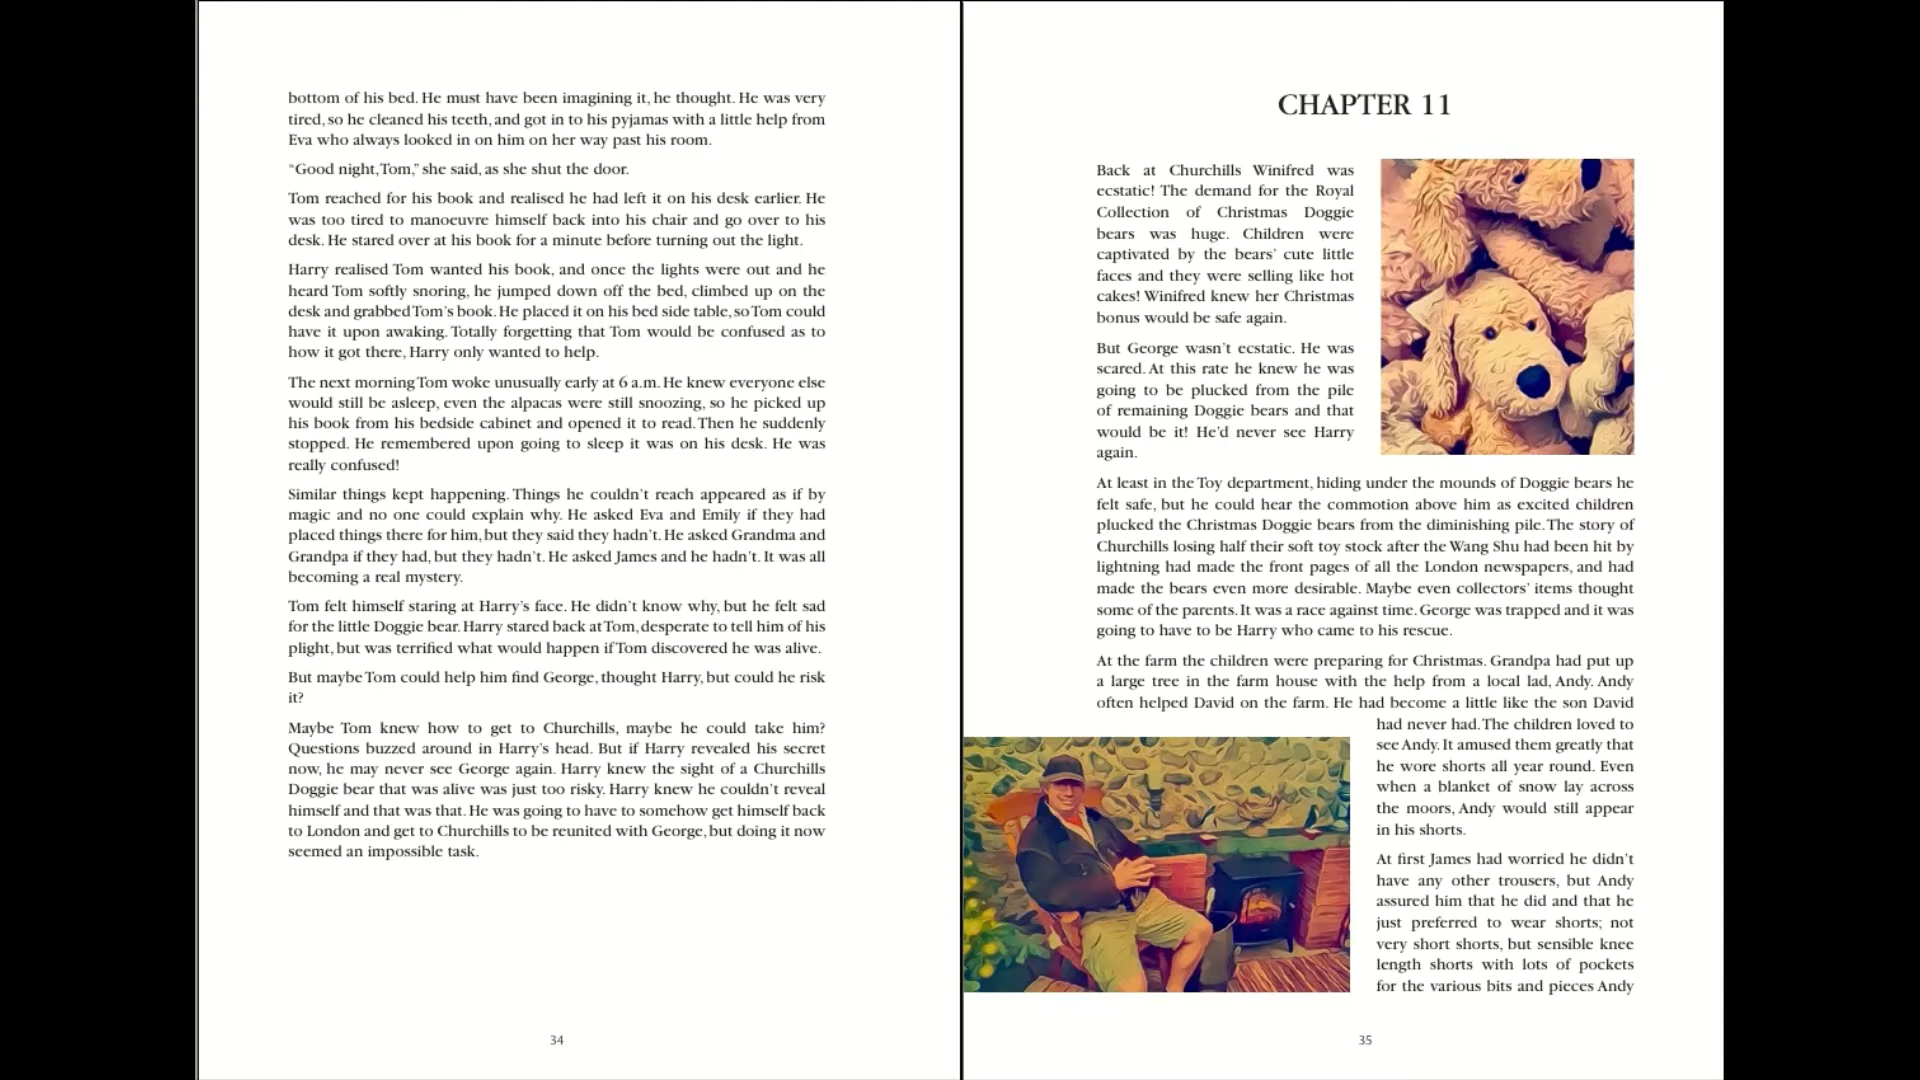 bottom of his bed. He must have been imagining it, he thought. He was very
tired, so he cleaned his teeth, and got in to his pyjamas with a little help from
Eva who always looked in on him on her way past his room.
“Good night, Tom,” she said, as she shut the door.
Tom reached for his book and realised he had left it on his desk earlier. He
was too tired to manoeuvre himself back into his chair and go over to his
desk. He stared over at his book for a minute before turning out the light.
Harry realised Tom wanted his book, and once the lights were out and he
heard Tom softly snoring, he jumped down off the bed, climbed up on the
desk and grabbed Tom’s book. He placed it on his bed side table, so Tom could
have it upon awaking. Totally forgetting that Tom would be confused as to
how it got there, Harry only wanted to help.
The next morning Tom woke unusually early at 6 a.m. He knew everyone else
would still be asleep, even the alpacas were still snoozing, so he picked up
his book from his bedside cabinet and opened it to read. Then he suddenly
stopped. He remembered upon going to sleep it was on his desk. He was
really confused!
Similar things kept happening. Things he couldn’t reach appeared as if by
magic and no one could explain why. He asked Eva and Emily if they had
placed things there for him, but they said they hadn’t. He asked Grandma and
Grandpa if they had, but they hadn’t. He asked James and he hadn’t. It was all
becoming a real mystery.
Tom felt himself staring at Harry’s face. He didn’t know why, but he felt sad
for the little Doggie bear. Harry stared back at Tom, desperate to tell him of his
plight, but was terrified what would happen if Tom discovered he was alive.
But maybe Tom could help him find George, thought Harry, but could he risk
it?
Maybe Tom knew how to get to Churchills, maybe he could take him?
Questions buzzed around in Harry’s head. But if Harry revealed his secret
now, he may never see George again. Harry knew the sight of a Churchills
Doggie bear that was alive was just too risky. Harry knew he couldn’t reveal
himself and that was that. He was going to have to somehow get himself back
to London and get to Churchills to be reunited with George, but doing it now
seemed an impossible task.
34
CHAPTER 11
Back at Churchills Winifred was
ecstatic! The demand for the Royal
Collection of Christmas Doggie
bears was huge. Children were
captivated by the bears’ cute little
faces and they were selling like hot
cakes! Winifred knew her Christmas
bonus would be safe again.
But George wasn’t ecstatic. He was
scared. At this rate he knew he was
going to be plucked from the pile
of remaining Doggie bears and that
would be it! He’d never see Harry
again.
At least in the Toy department, hiding under the mounds of Doggie bears he
felt safe, but he could hear the commotion above him as excited children
plucked the Christmas Doggie bears from the diminishing pile. The story of
Churchills losing half their soft toy stock after the Wang Shu had been hit by
lightning had made the front pages of all the London newspapers, and had
made the bears even more desirable. Maybe even collectors’ items thought
some of the parents. It was a race against time. George was trapped and it was
going to have to be Harry who came to his rescue.
At the farm the children were preparing for Christmas. Grandpa had put up
a large tree in the farm house with the help from a local lad, Andy. Andy
often helped David on the farm. He had become a little like the son David
had never had. The children loved to
see Andy. It amused them greatly that
he wore shorts all year round. Even
when a blanket of snow lay across
the moors, Andy would still appear
in his shorts.
At first James had worried he didn’t
have any other trousers, but Andy
assured him that he did and that he
just preferred to wear shorts; not
very short shorts, but sensible knee
length shorts with lots of pockets
for the various bits and pieces Andy
35